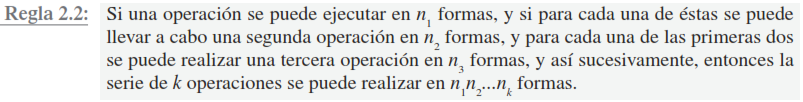 Regla 2.2: Si una operación se puede ejecutar en n₁ formas, y si para cada una de éstas se puede
llevar a cabo una segunda operación en n₂ formas, y para cada una de las primeras dos
se puede realizar una tercera operación en n₃ formas, y así sucesivamente, entonces la
serie de k operaciones se puede realizar en n₁n₂...nₖ formas.